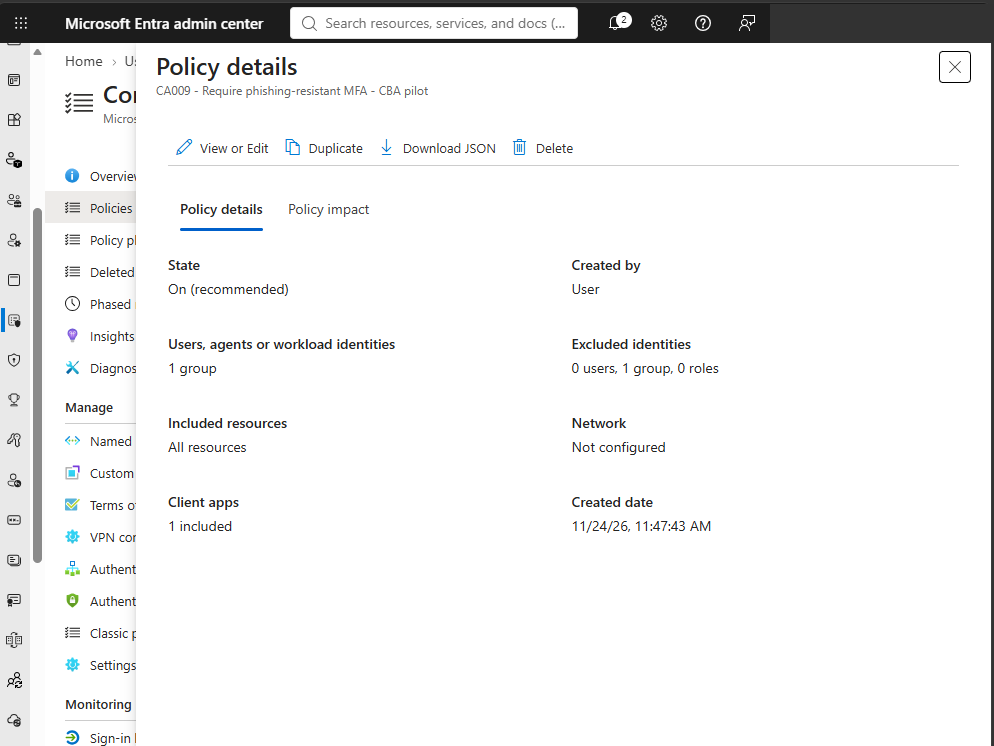 Microsoft Entra admin center
Search resources, services, and docs (...
2
Home > Us
Con
Micros
Overview
Policies
Policy pl
Deleted
Phased
Insights
Diagnos
Manage
Named
Custom
Terms of
VPN con
Authent
Authent
Classic p
Settings
Monitoring
Sign-in l
Policy details
CA009 - Require phishing-resistant MFA - CBA pilot
View or Edit
Duplicate
Download JSON
Delete
Policy details
Policy impact
State
On (recommended)
Created by
User
Users, agents or workload identities
1 group
Excluded identities
0 users, 1 group, 0 roles
Included resources
All resources
Network
Not configured
Client apps
1 included
Created date
11/24/26, 11:47:43 AM